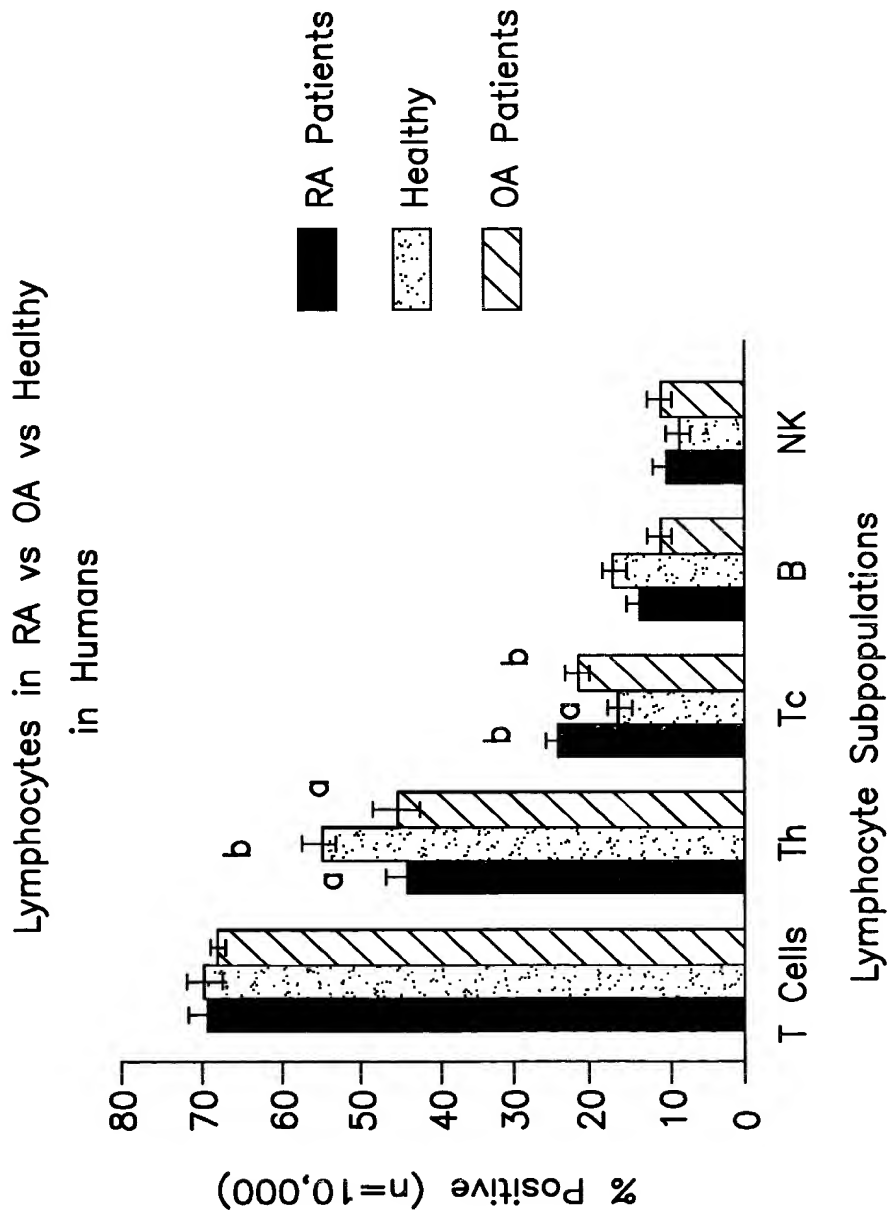 Lymphocytes in RA vs OA vs Healthy
in Humans
RA Patients
Healthy
OA Patients
% Positive (n=10,000)
80
70
60
50
40
30
20
10
0
a
b
a
b
a
b
T Cells
Th
Tc
B
NK
Lymphocyte Subpopulations